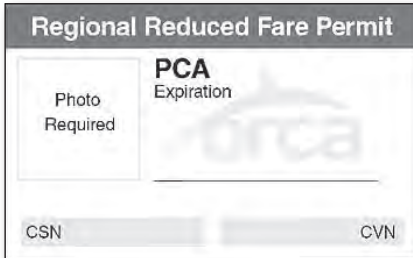 Regional Reduced Fare Permit
PCA
Expiration
Photo
Required
orca
CSN CVN